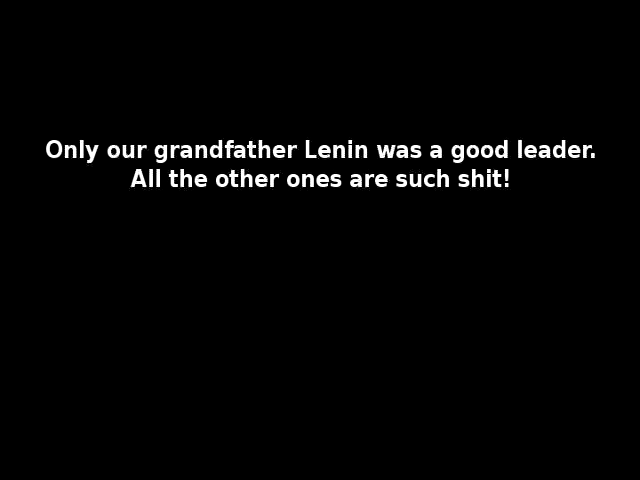 Only our grandfather Lenin was a good leader.
All the other ones are such shit!